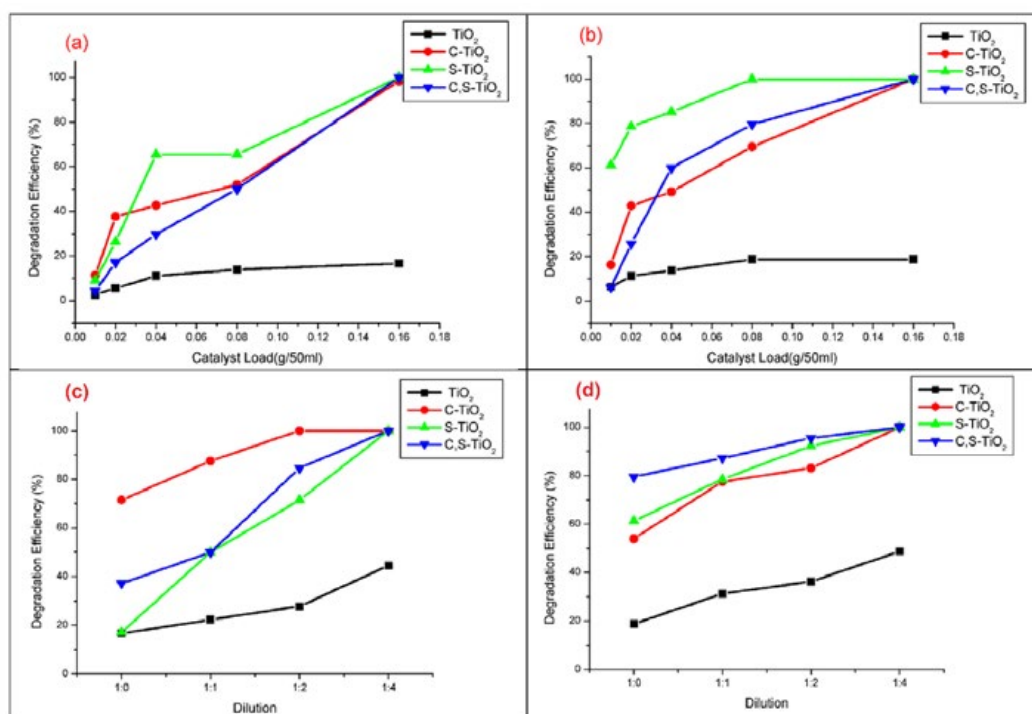 (a)
TiO₂
C-TiO₂
S-TiO₂
C,S-TiO₂
Degradation Efficiency (%)
100
80
60
40
20
0
0.00 0.02 0.04 0.06 0.08 0.10 0.12 0.14 0.16 0.18
Catalyst Load(g/50ml)
(b)
TiO₂
C-TiO₂
S-TiO₂
C,S-TiO₂
Degradation Efficiency (%)
100
80
60
40
20
0
0.00 0.02 0.04 0.06 0.08 0.10 0.12 0.14 0.16 0.18
Catalyst Load(g/50ml)
(c)
TiO₂
C-TiO₂
S-TiO₂
C,S-TiO₂
Degradation Efficiency (%)
100
80
60
40
20
0
1:0 1:1 1:2 1:4
Dilution
(d)
TiO₂
C-TiO₂
S-TiO₂
C,S-TiO₂
Degradation Efficiency (%)
100
80
60
40
20
0
1:0 1:1 1:2 1:4
Dilution